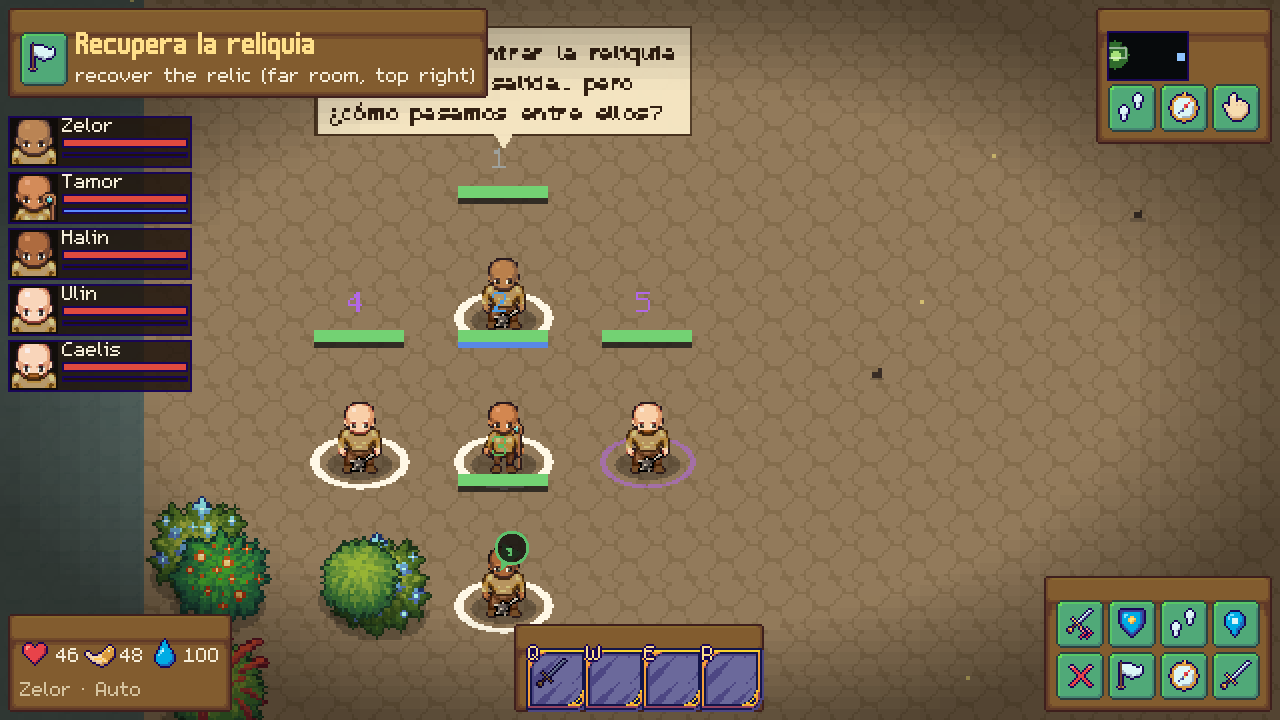 Recupera la reliquia
recover the relic (far room, top right)
la reliquia
salida. pero
¿cómo pasamos entre ellos?
Zelor
Tamor
Halin
Ulin
Caelis
1
4
2
5
3
46 48 100
Zelor · Auto
Q W E R